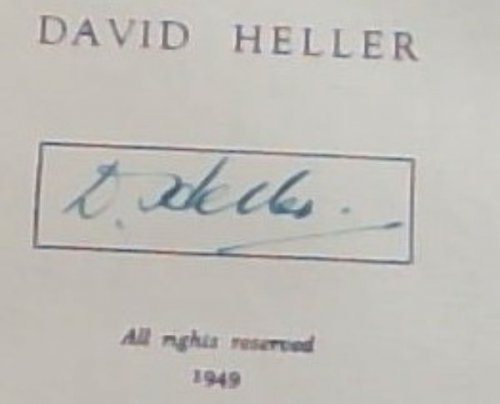 DAVID HELLER
D. Heller.
All rights reserved
1949